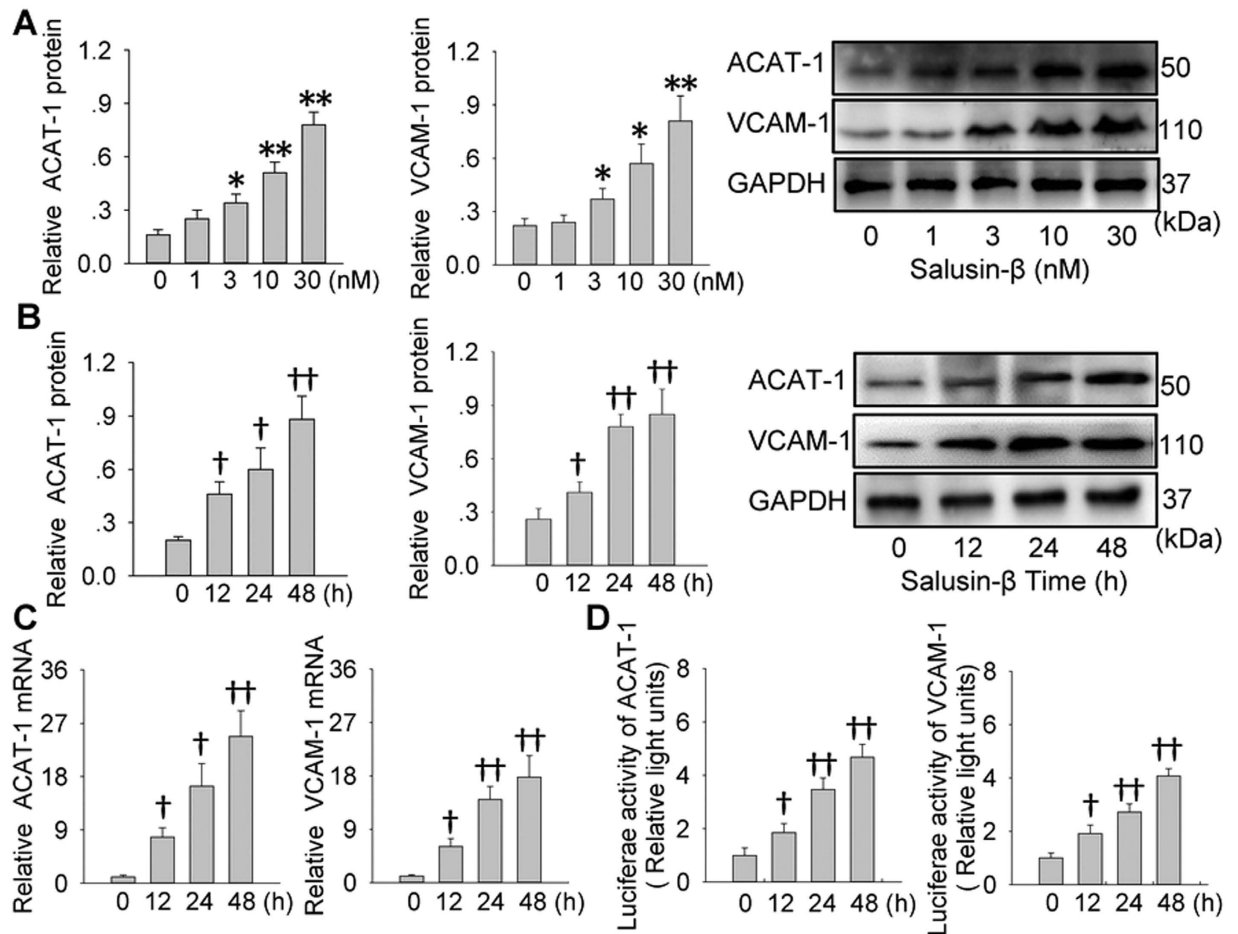 A
Relative ACAT-1 protein
1.2
.9
.6
.3
0.0
*
**
**
0 1 3 10 30 (nM)
Relative VCAM-1 protein
1.2
.9
.6
.3
0.0
*
*
**
0 1 3 10 30 (nM)
ACAT-1 50
VCAM-1 110
GAPDH 37
(kDa)
0 1 3 10 30
Salusin-β (nM)
B
Relative ACAT-1 protein
1.2
.9
.6
.3
0.0
†
†
††
0 12 24 48 (h)
Relative VCAM-1 protein
1.2
.9
.6
.3
0.0
†
††
††
0 12 24 48 (h)
ACAT-1 50
VCAM-1 110
GAPDH 37
(kDa)
0 12 24 48
Salusin-β Time (h)
C
Relative ACAT-1 mRNA
36
27
18
9
0
†
†
††
0 12 24 48 (h)
Relative VCAM-1 mRNA
36
27
18
9
0
†
††
††
0 12 24 48 (h)
D
Luciferae activity of ACAT-1
( Relative light units)
8
6
4
2
0
†
††
††
0 12 24 48 (h)
Luciferae activity of VCAM-1
( Relative light units)
8
6
4
2
0
†
††
††
0 12 24 48 (h)